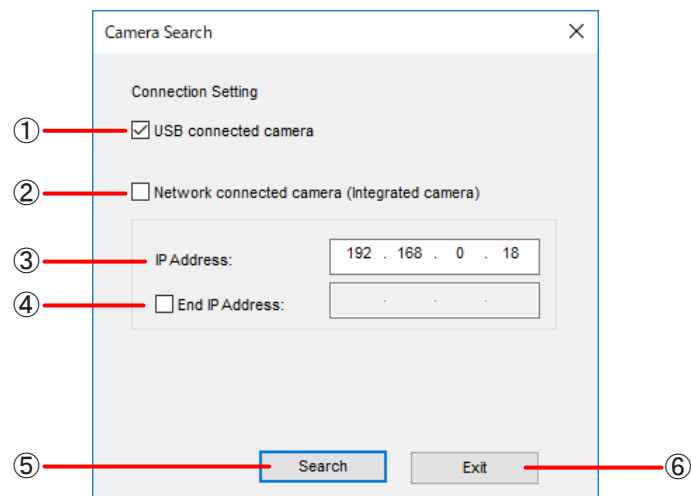 Camera Search
Connection Setting
① USB connected camera
② Network connected camera (Integrated camera)
③ IP Address: 192 . 168 . 0 . 18
④ End IP Address: . . .
⑤ Search Exit ⑥